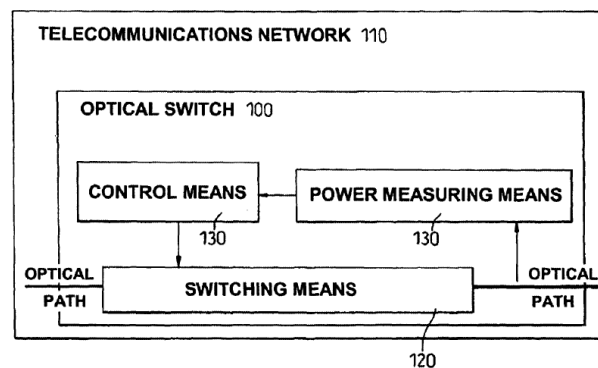 TELECOMMUNICATIONS NETWORK 110
OPTICAL SWITCH 100
CONTROL MEANS
POWER MEASURING MEANS
130
130
OPTICAL
PATH
SWITCHING MEANS
OPTICAL
PATH
120